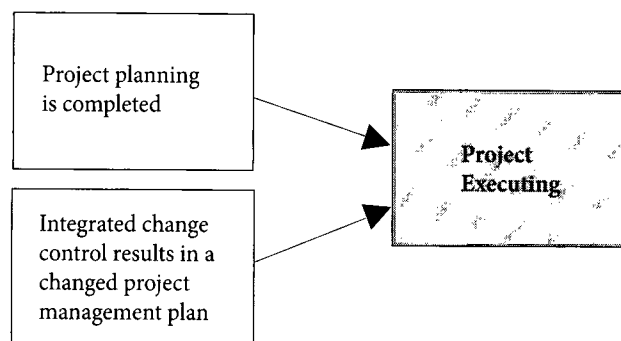 Project planning
is completed
Project
Executing
Integrated change
control results in a
changed project
management plan